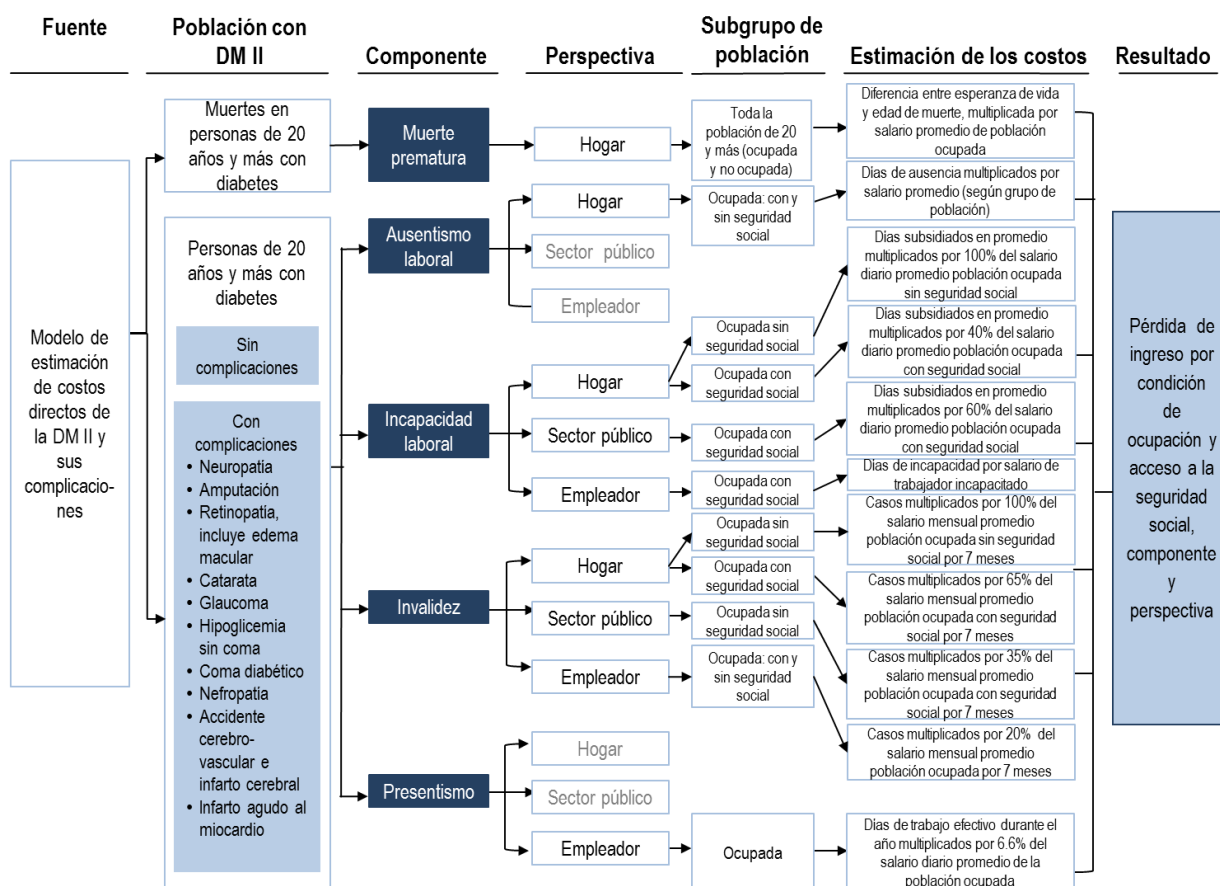 Fuente
Población con
DM II
Componente
Perspectiva
Subgrupo de
población
Estimación de los costos
Resultado
Modelo de
estimación
de costos
directos de
la DM II y
sus
complicacio-
nes
Muertes en
personas de 20
años y más con
diabetes
Personas de 20
años y más con
diabetes
Sin
complicaciones
Con
complicaciones
• Neuropatía
• Amputación
• Retinopatía,
incluye edema
macular
• Catarata
• Glaucoma
• Hipoglicemia
sin coma
• Coma diabético
• Nefropatía
• Accidente
cerebro-
vascular e
infarto cerebral
• Infarto agudo al
miocardio
Muerte
prematura
Hogar
Toda la
población de 20
y más (ocupada
y no ocupada)
Diferencia entre esperanza de vida
y edad de muerte, multiplicada por
salario promedio de población
ocupada
Ausentismo
laboral
Hogar
Sector público
Empleador
Ocupada: con y
sin seguridad
social
Días de ausencia multiplicados por
salario promedio (según grupo de
población)
Incapacidad
laboral
Hogar
Sector público
Empleador
Ocupada sin
seguridad social
Ocupada con
seguridad social
Ocupada con
seguridad social
Ocupada con
seguridad social
Días subsidiados en promedio
multiplicados por 100% del salario
diario promedio población ocupada
sin seguridad social
Días subsidiados en promedio
multiplicados por 40% del salario
diario promedio población ocupada
con seguridad social
Días subsidiados en promedio
multiplicados por 60% del salario
diario promedio población ocupada
con seguridad social
Días de incapacidad por salario de
trabajador incapacitado
Invalidez
Hogar
Sector público
Empleador
Ocupada sin
seguridad social
Ocupada con
seguridad social
Ocupada sin
seguridad social
Ocupada: con y
sin seguridad
social
Casos multiplicados por 100% del
salario mensual promedio
población ocupada sin seguridad
social por 7 meses
Casos multiplicados por 65% del
salario mensual promedio
población ocupada con seguridad
social por 7 meses
Casos multiplicados por 35% del
salario mensual promedio
población ocupada con seguridad
social por 7 meses
Casos multiplicados por 20% del
salario mensual promedio
población ocupada por 7 meses
Presentismo
Hogar
Sector público
Empleador
Ocupada
Días de trabajo efectivo durante el
año multiplicados por 6.6% del
salario diario promedio de la
población ocupada
Pérdida de
ingreso por
condición
de
ocupación y
acceso a la
seguridad
social,
componente
y
perspectiva